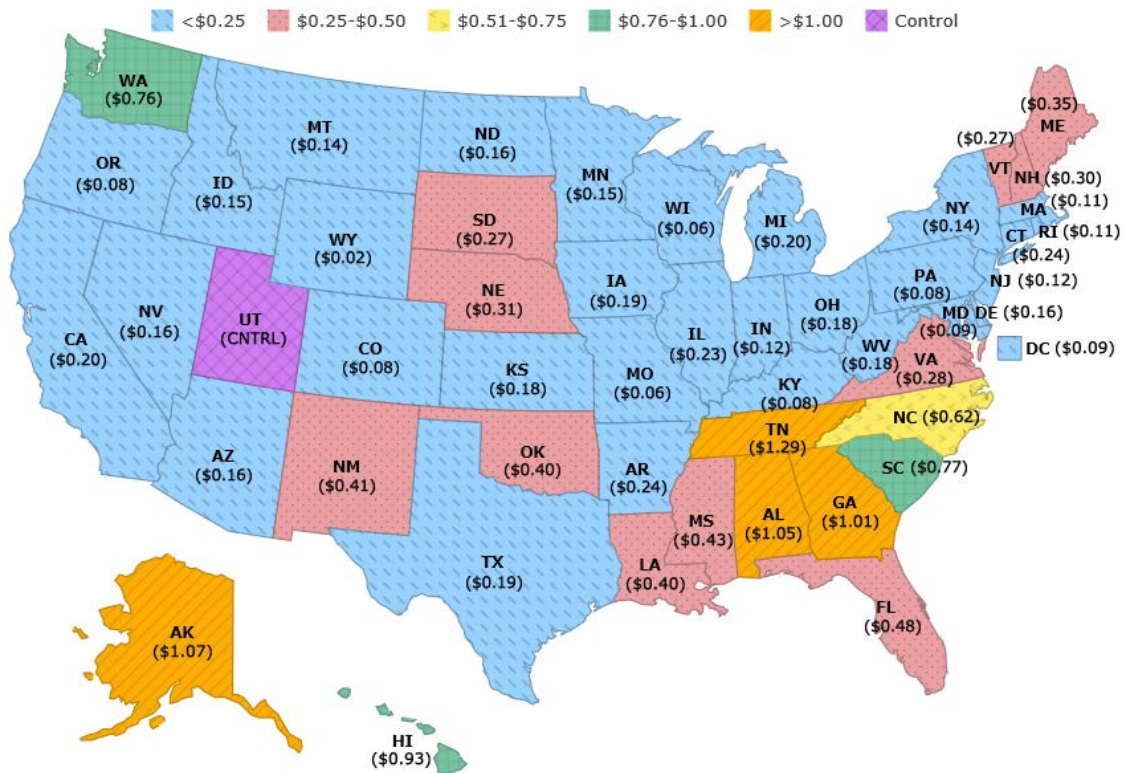 <$0.25 $0.25-$0.50 $0.51-$0.75 $0.76-$1.00 >$1.00 Control
WA
($0.76)
OR
($0.08)
ID
($0.15)
MT
($0.14)
ND
($0.16)
MN
($0.15)
WI
($0.06)
MI
($0.20)
NY
($0.14)
($0.27)
VT
($0.35)
ME
NH ($0.30)
MA
($0.11)
CT
($0.24)
RI ($0.11)
NJ ($0.12)
PA
($0.08)
MD
($0.09)
DE ($0.16)
DC ($0.09)
CA
($0.20)
NV
($0.16)
UT
(CNTRL)
WY
($0.02)
SD
($0.27)
NE
($0.31)
IA
($0.19)
IL
($0.23)
IN
($0.12)
OH
($0.18)
WV
($0.18)
VA
($0.28)
CO
($0.08)
KS
($0.18)
MO
($0.06)
KY
($0.08)
TN
($1.29)
NC ($0.62)
SC ($0.77)
AZ
($0.16)
NM
($0.41)
OK
($0.40)
AR
($0.24)
MS
($0.43)
AL
($1.05)
GA
($1.01)
TX
($0.19)
LA
($0.40)
FL
($0.48)
AK
($1.07)
HI
($0.93)